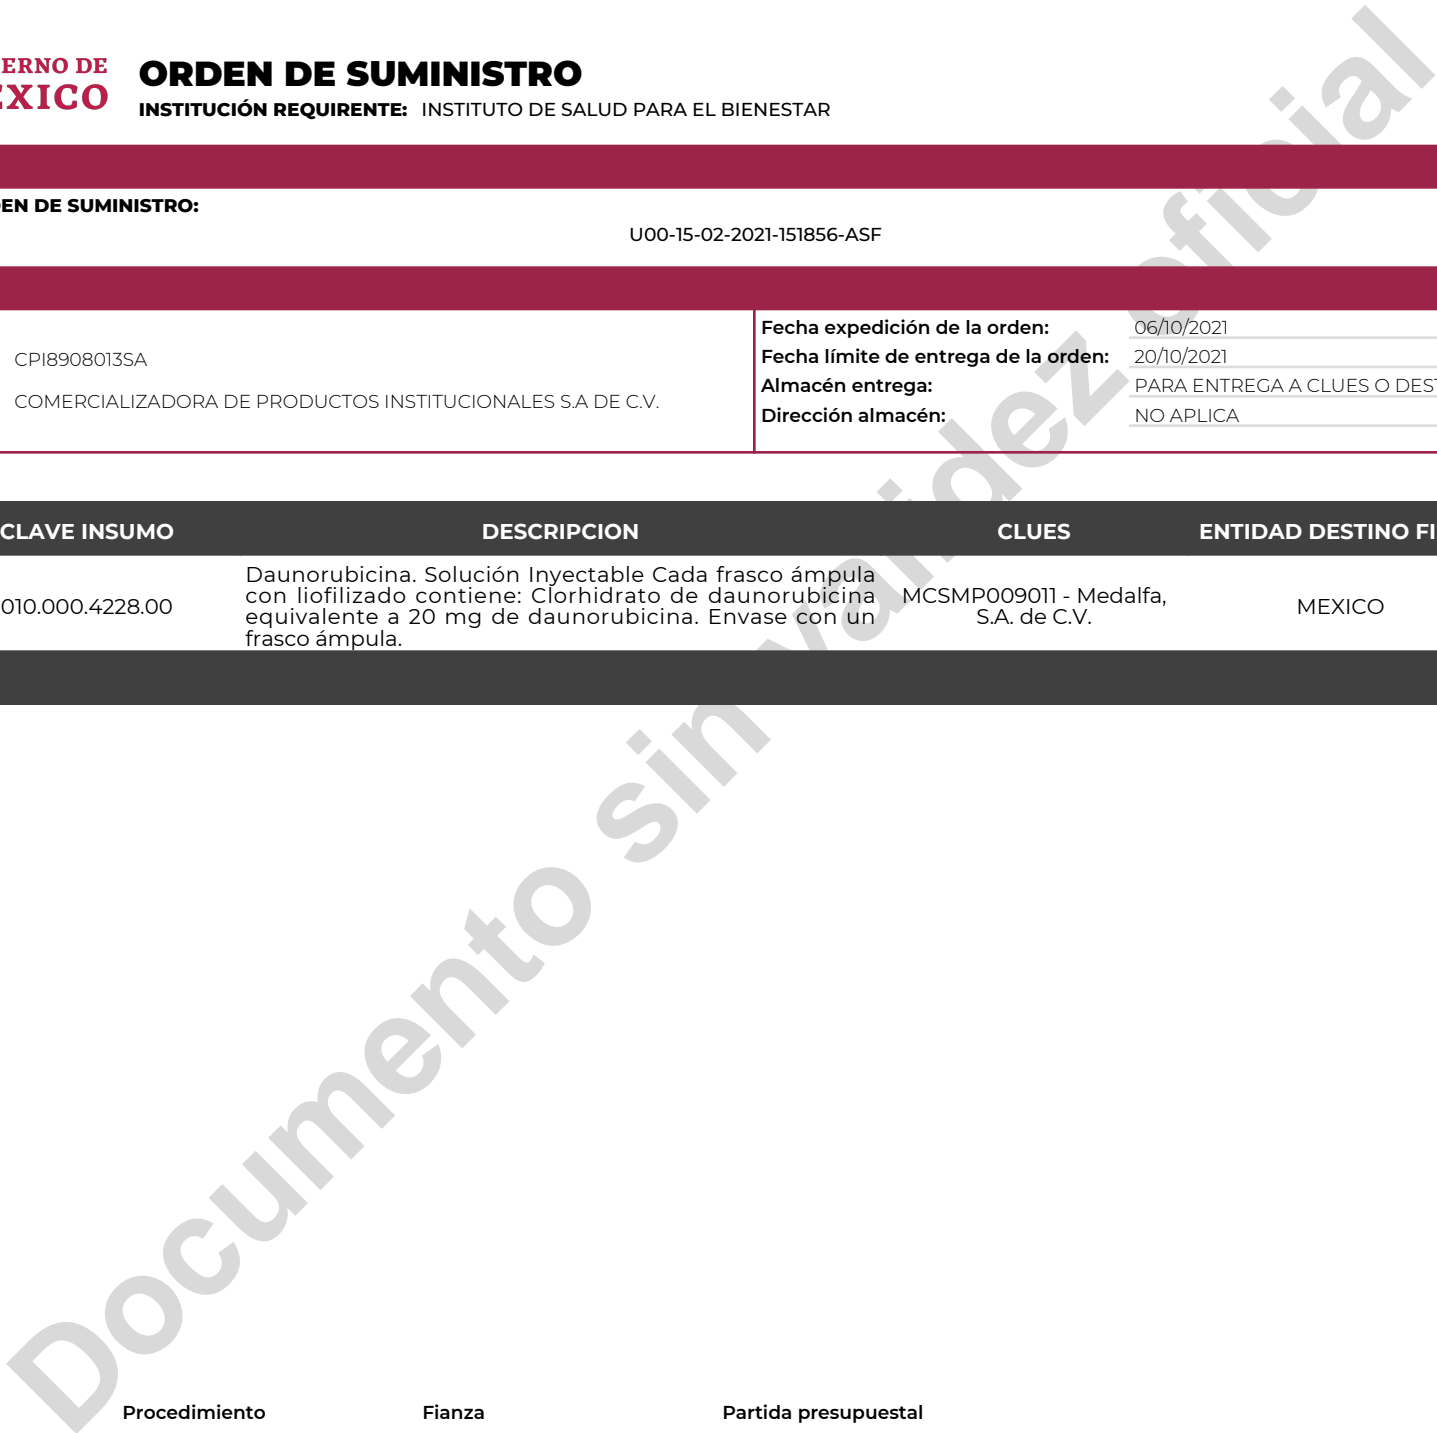 ERNO DE
EXICO
ORDEN DE SUMINISTRO
INSTITUCIÓN REQUIRENTE: INSTITUTO DE SALUD PARA EL BIENESTAR
EN DE SUMINISTRO:
U00-15-02-2021-151856-ASF
CPI8908013SA
COMERCIALIZADORA DE PRODUCTOS INSTITUCIONALES S.A DE C.V.
Fecha expedición de la orden: 06/10/2021
Fecha límite de entrega de la orden: 20/10/2021
Almacén entrega: PARA ENTREGA A CLUES O DEST
Dirección almacén: NO APLICA
CLAVE INSUMO DESCRIPCION CLUES ENTIDAD DESTINO FI
010.000.4228.00
Daunorubicina. Solución Inyectable Cada frasco ámpula
con liofilizado contiene: Clorhidrato de daunorubicina
equivalente a 20 mg de daunorubicina. Envase con un
frasco ámpula.
MCSMP009011 - Medalfa,
S.A. de C.V.
MEXICO
Documento sin validez oficial
Procedimiento Fianza Partida presupuestal